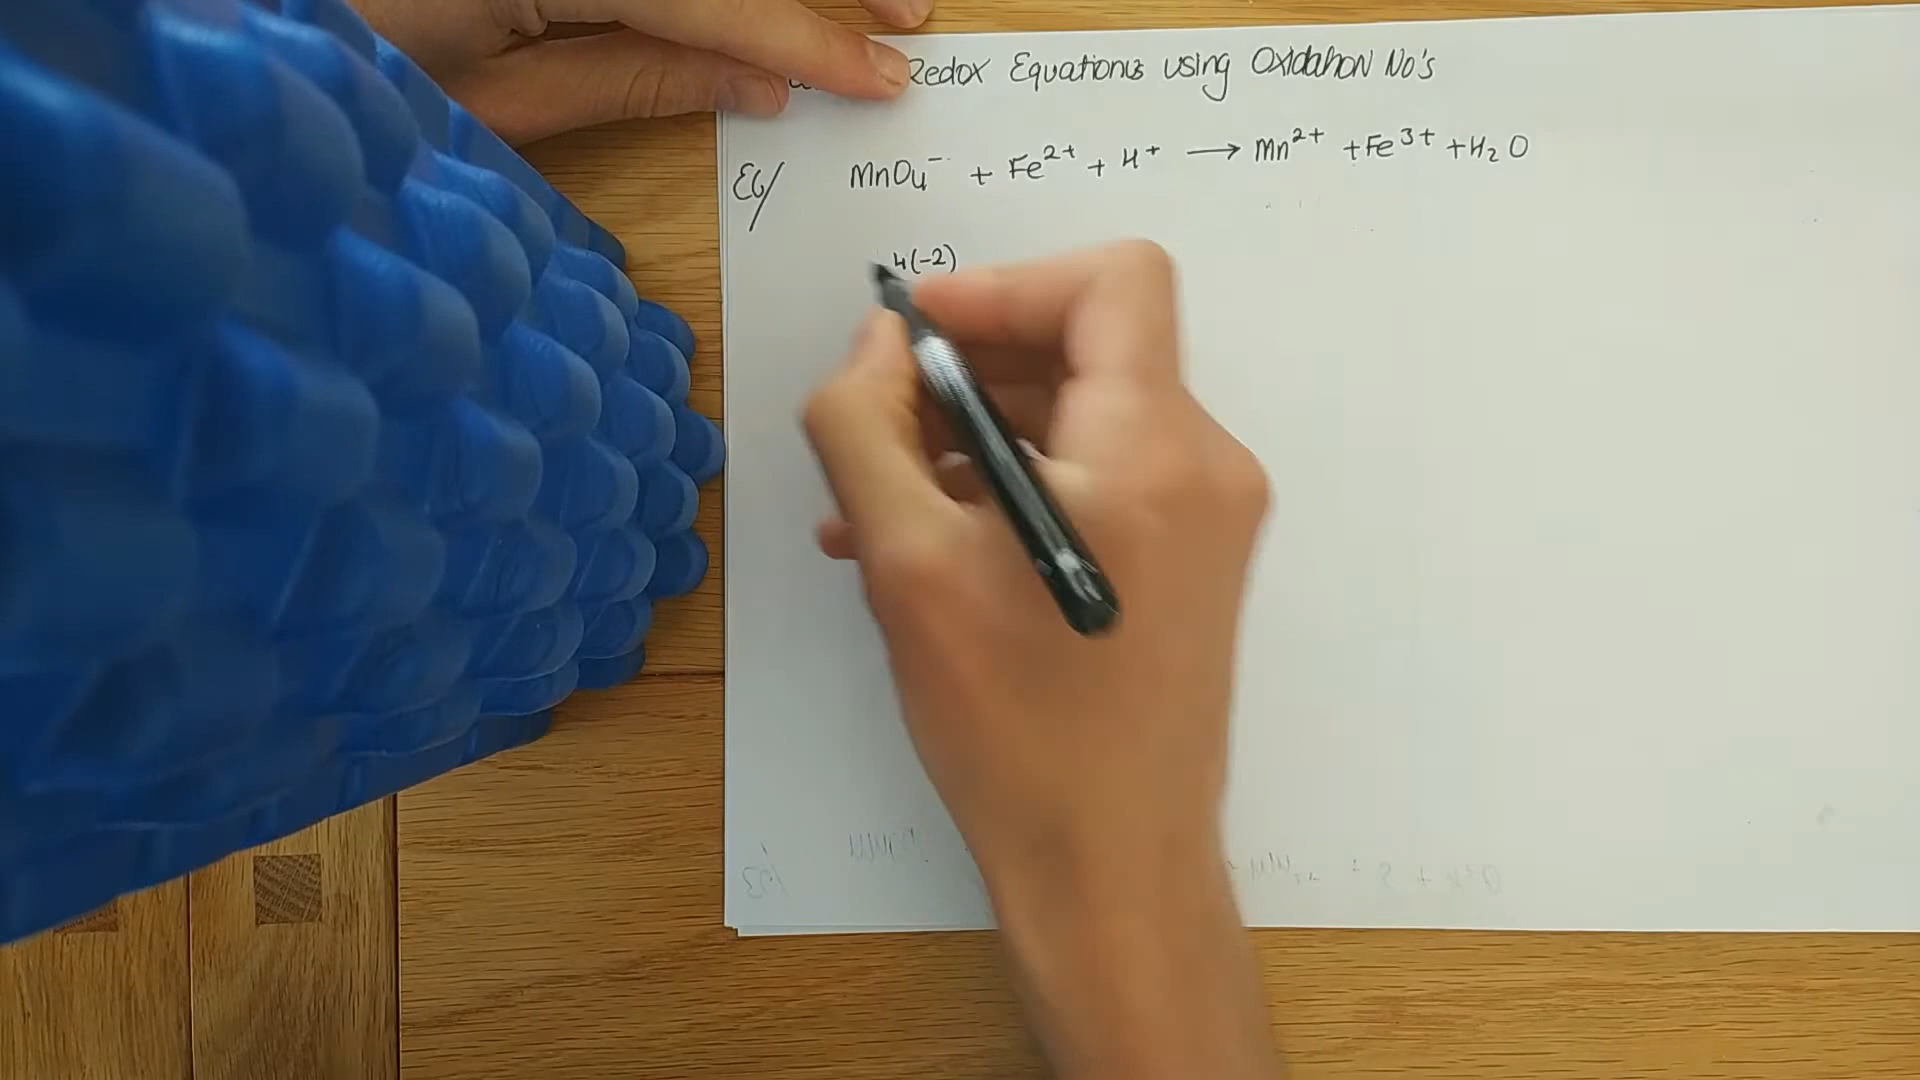 Redox Equations using Oxidation No's
EG/ MnO₄⁻ + Fe²⁺ + H⁺ → Mn²⁺ + Fe³⁺ + H₂O
4(-2)